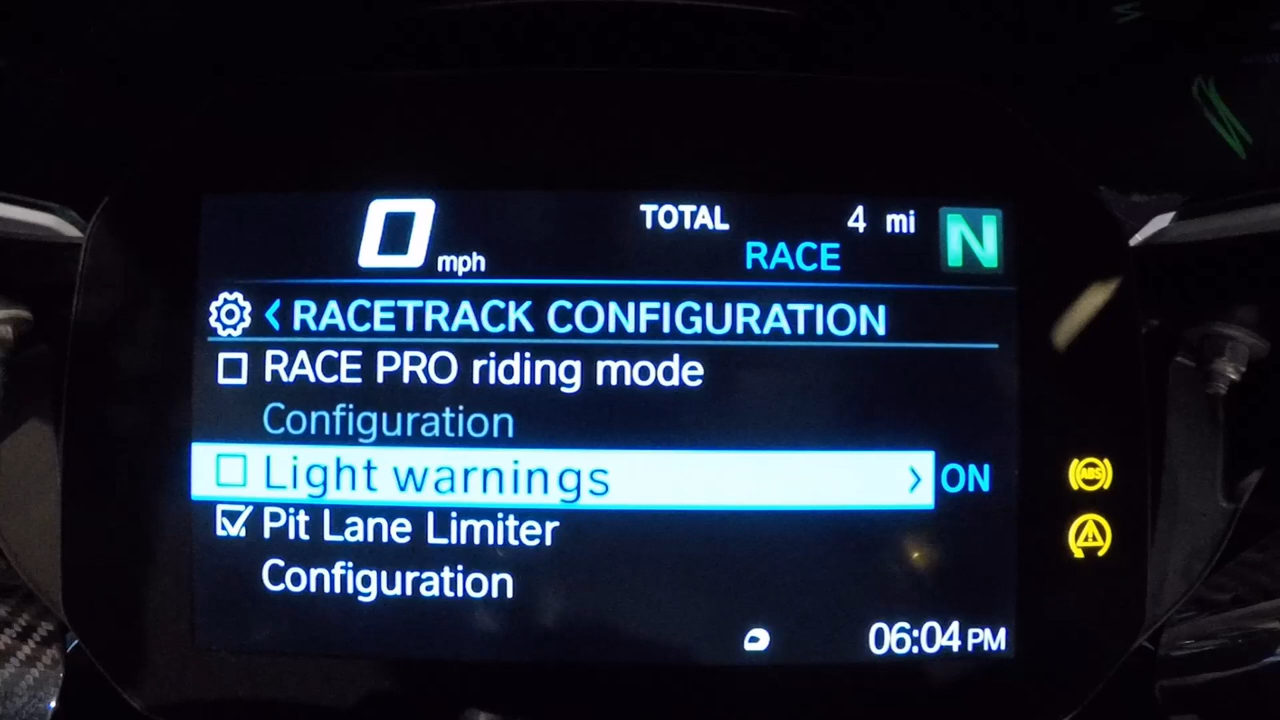 0 mph
TOTAL 4 mi
RACE
N
RACETRACK CONFIGURATION
RACE PRO riding mode
Configuration
Light warnings > ON
Pit Lane Limiter
Configuration
06:04 PM
ABS